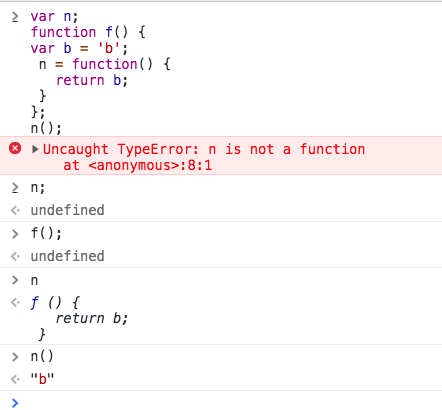 var n;
function f() {
var b = 'b';
 n = function() {
   return b;
 }
};
n();
Uncaught TypeError: n is not a function
    at <anonymous>:8:1
n;
undefined
f();
undefined
n
ƒ () {
   return b;
 }
n()
"b"